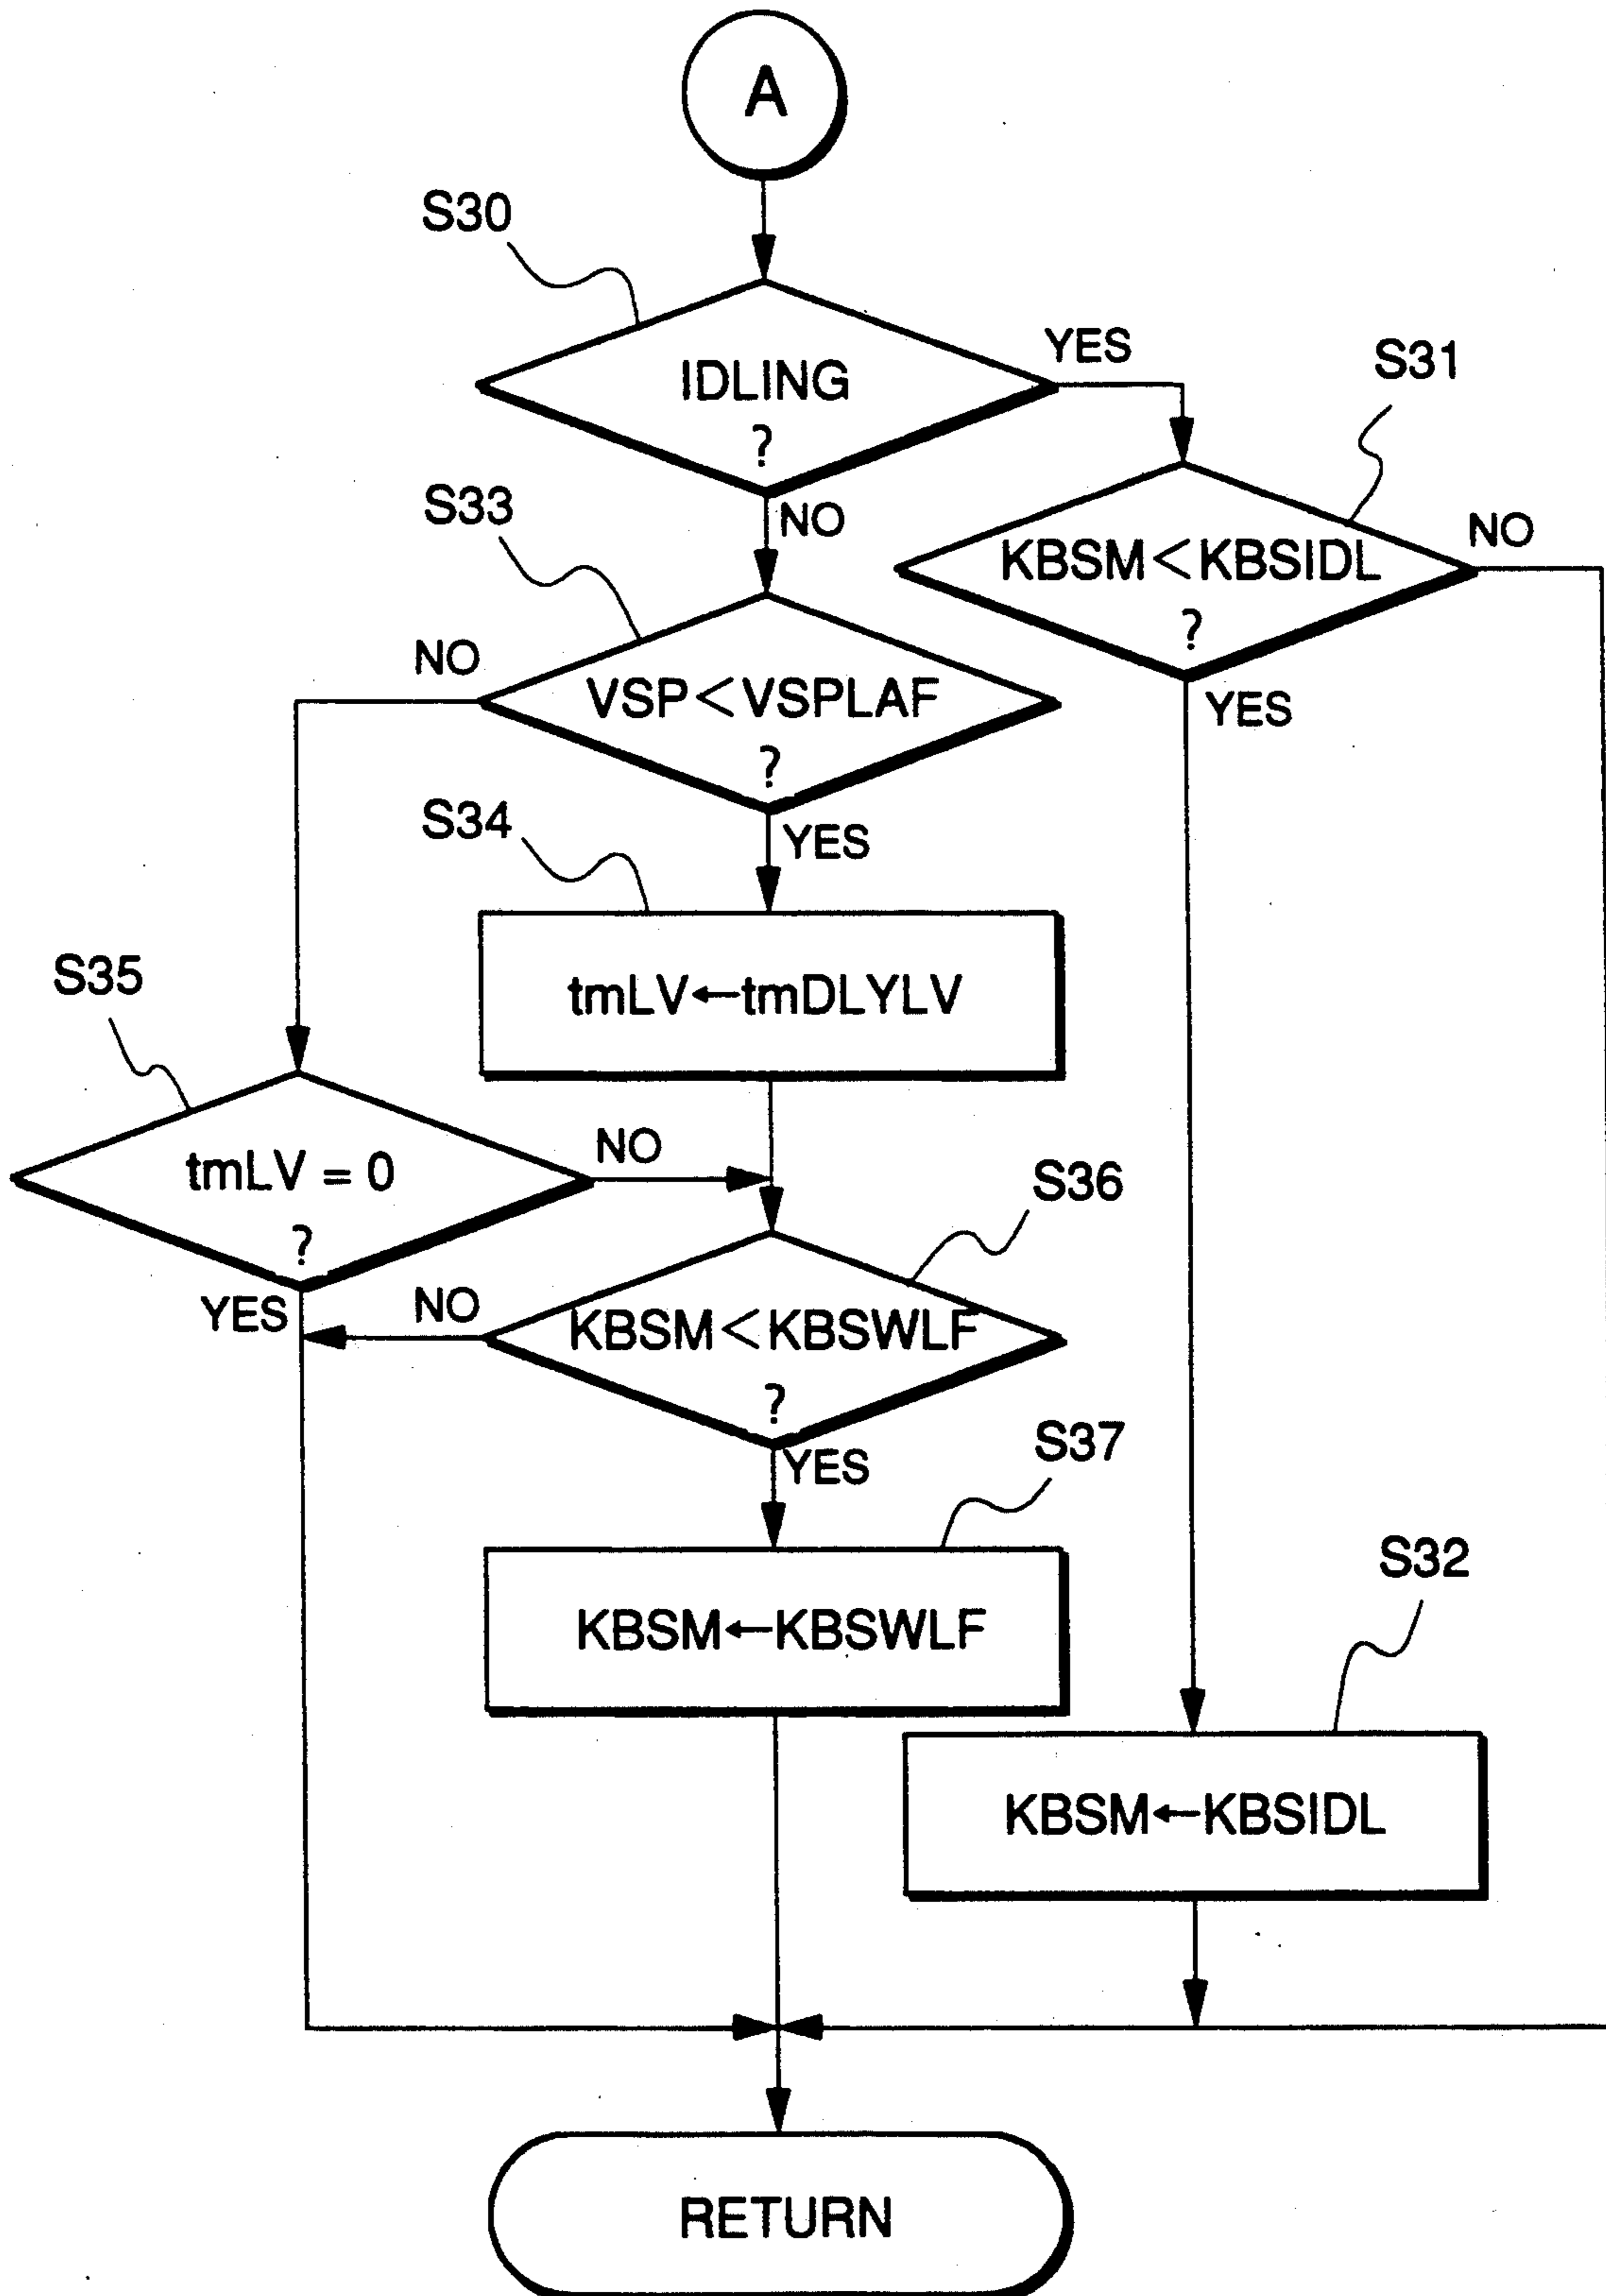 A
S30
IDLING
?
YES
NO
S31
KBSM<KBSIDL
?
NO
YES
S33
VSP<VSPLAF
?
NO
YES
S34
tmLV←tmDLYLV
S35
tmLV = 0
?
NO
YES
S36
KBSM<KBSWLF
?
NO
YES
S37
KBSM←KBSWLF
S32
KBSM←KBSIDL
RETURN